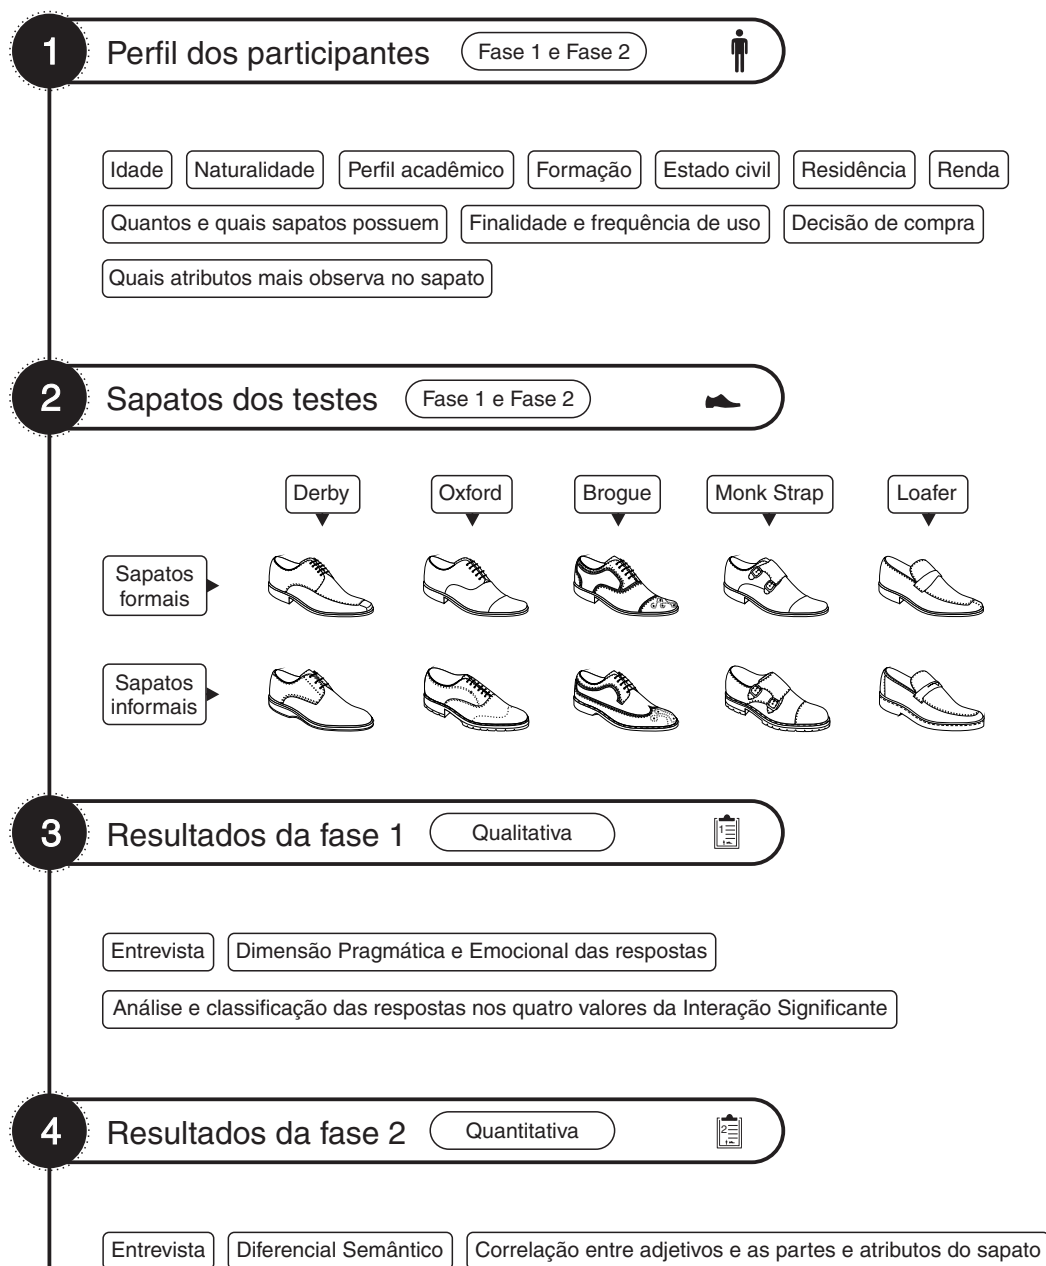 1 Perfil dos participantes Fase 1 e Fase 2
Idade Naturalidade Perfil acadêmico Formação Estado civil Residência Renda
Quantos e quais sapatos possuem Finalidade e frequência de uso Decisão de compra
Quais atributos mais observa no sapato
2 Sapatos dos testes Fase 1 e Fase 2
Derby Oxford Brogue Monk Strap Loafer
Sapatos
formais
Sapatos
informais
3 Resultados da fase 1 Qualitativa 1
Entrevista Dimensão Pragmática e Emocional das respostas
Análise e classificação das respostas nos quatro valores da Interação Significante
4 Resultados da fase 2 Quantitativa 2
Entrevista Diferencial Semântico Correlação entre adjetivos e as partes e atributos do sapato